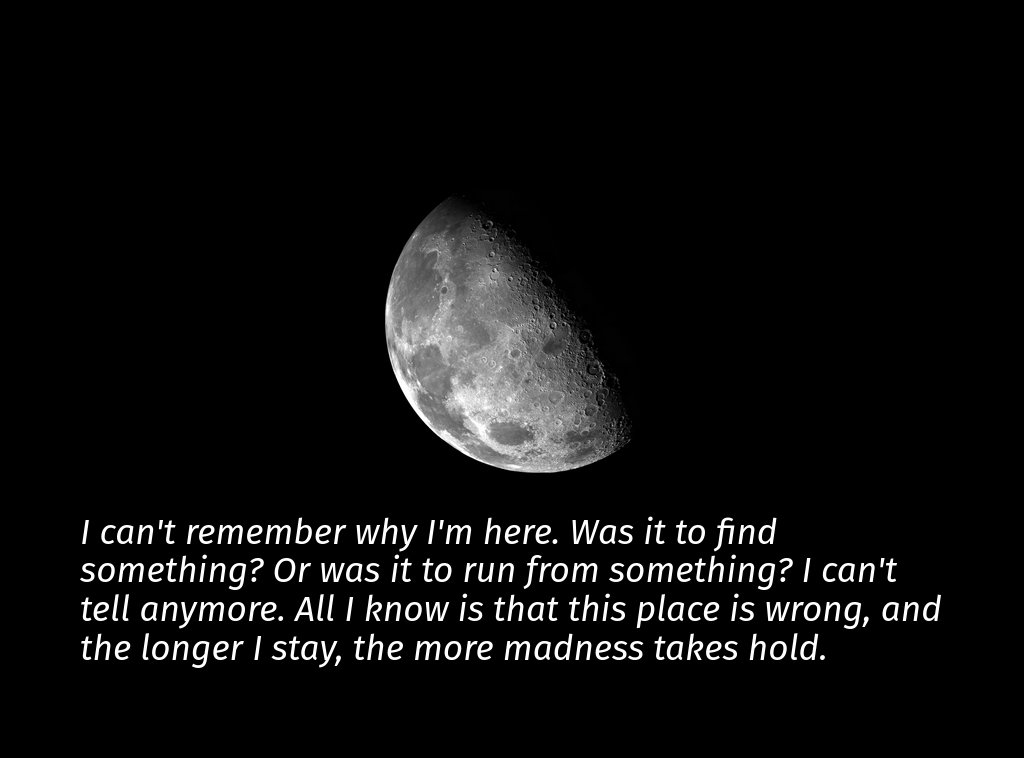 I can't remember why I'm here. Was it to find
something? Or was it to run from something? I can't
tell anymore. All I know is that this place is wrong, and
the longer I stay, the more madness takes hold.